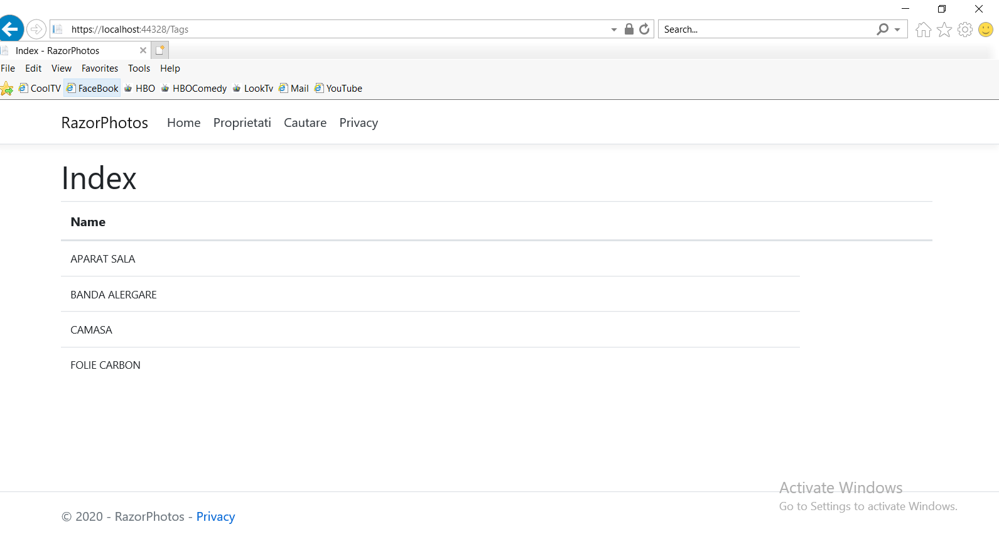 https://localhost:44328/Tags
Search...
Index - RazorPhotos
File Edit View Favorites Tools Help
CoolTV FaceBook HBO HBOComedy LookTv Mail YouTube
RazorPhotos Home Proprietati Cautare Privacy
Index
Name
APARAT SALA
BANDA ALERGARE
CAMASA
FOLIE CARBON
Activate Windows
Go to Settings to activate Windows.
© 2020 - RazorPhotos - Privacy